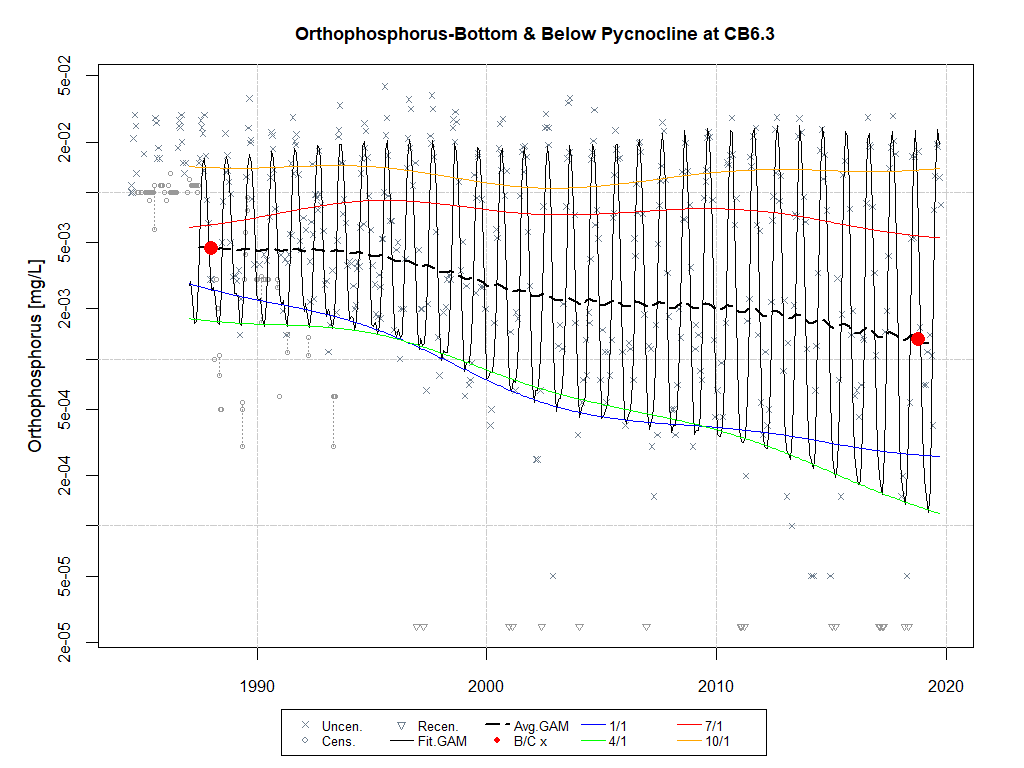 Orthophosphorus-Bottom & Below Pycnocline at CB6.3
Orthophosphorus [mg/L]
5e-02
2e-02
5e-03
2e-03
5e-04
2e-04
5e-05
2e-05
1990 2000 2010 2020
Uncen. Recen. Avg.GAM 1/1 7/1
Cens. Fit.GAM B/C x 4/1 10/1